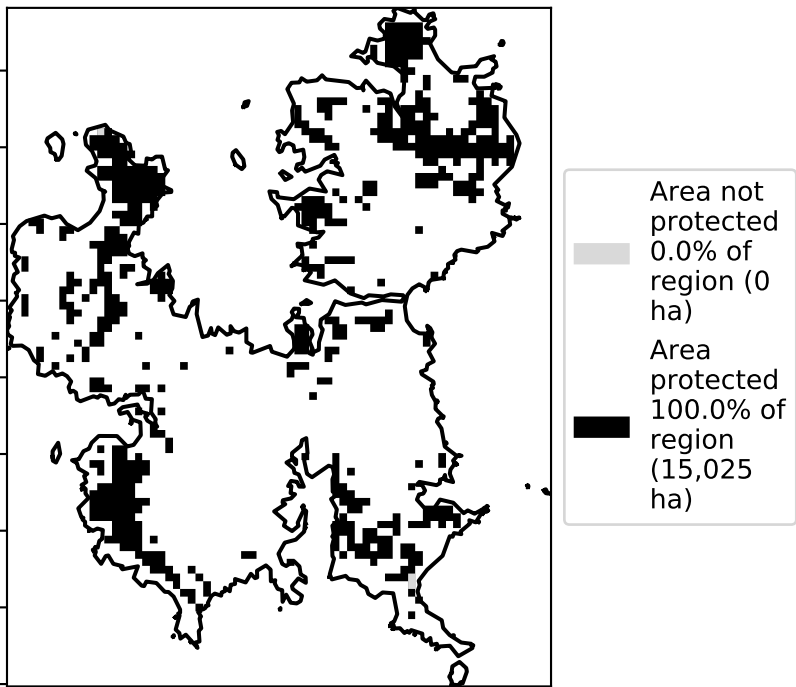 Area not
protected
0.0% of
region (0
ha)
Area
protected
100.0% of
region
(15,025
ha)